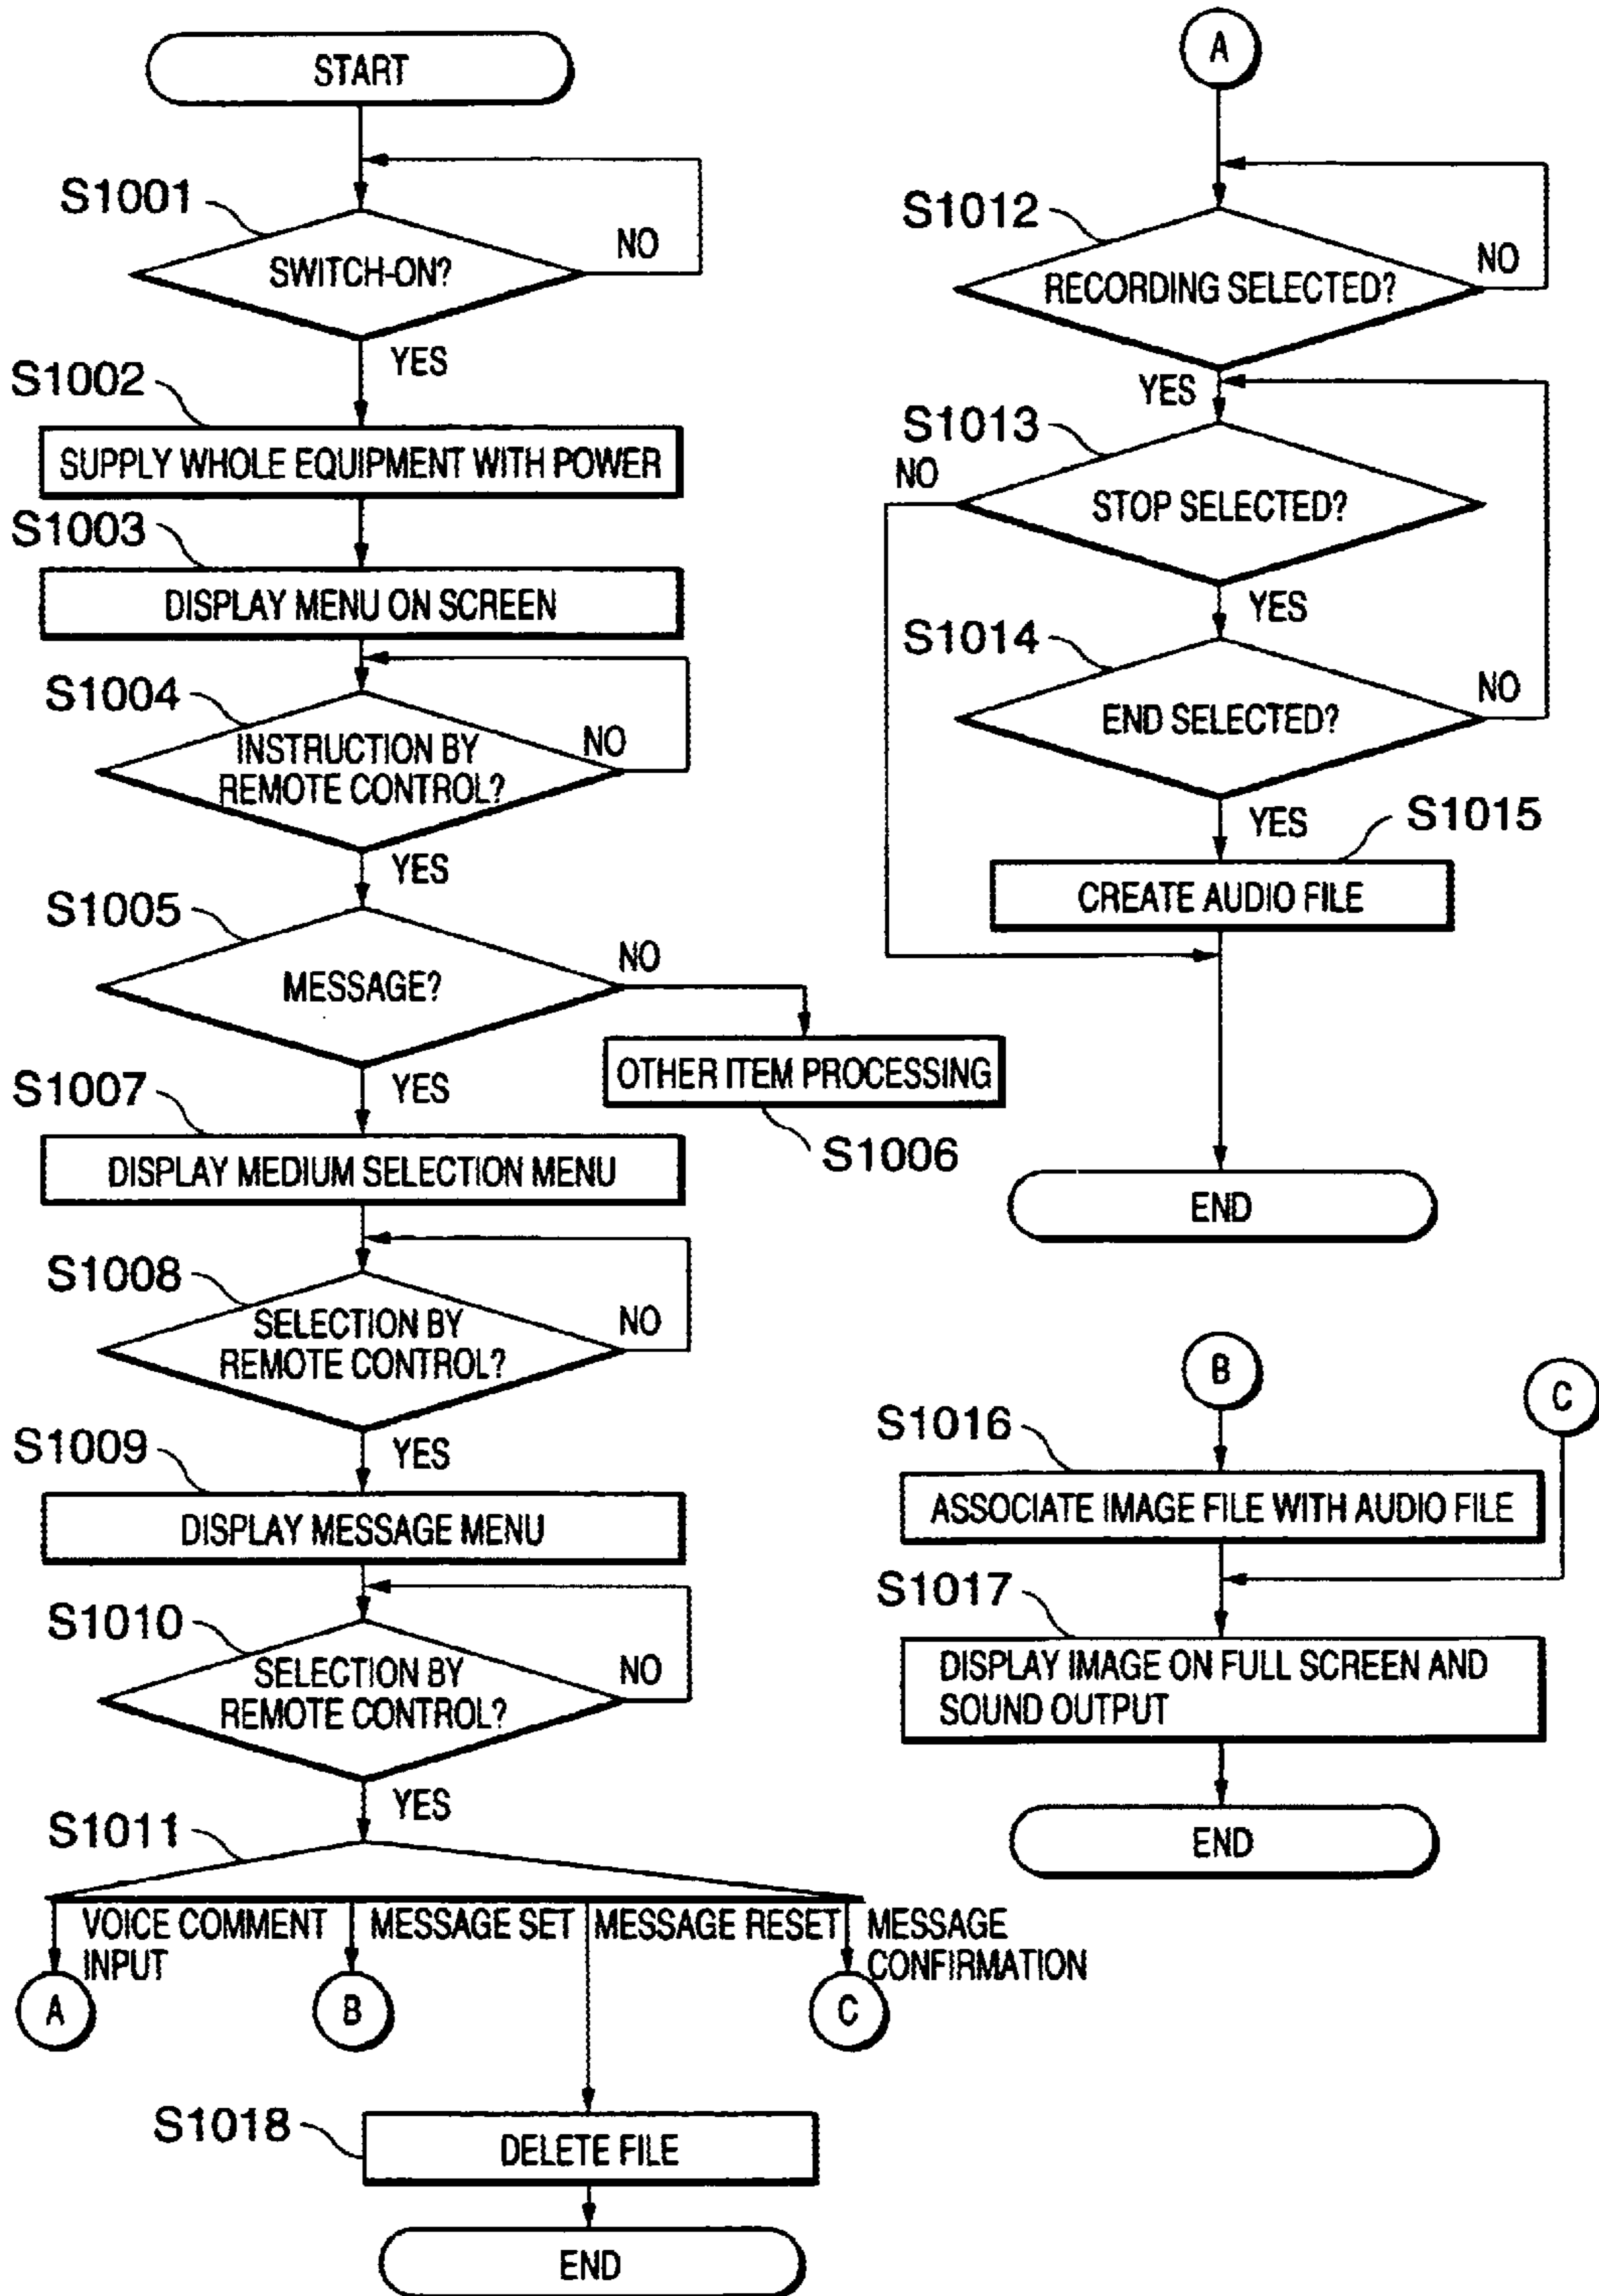 START
S1001
SWITCH-ON?
NO
YES
S1002
SUPPLY WHOLE EQUIPMENT WITH POWER
S1003
DISPLAY MENU ON SCREEN
S1004
INSTRUCTION BY
REMOTE CONTROL?
NO
YES
S1005
MESSAGE?
NO
YES
OTHER ITEM PROCESSING
S1006
S1007
DISPLAY MEDIUM SELECTION MENU
S1008
SELECTION BY
REMOTE CONTROL?
NO
YES
S1009
DISPLAY MESSAGE MENU
S1010
SELECTION BY
REMOTE CONTROL?
NO
YES
S1011
VOICE COMMENT
INPUT
MESSAGE SET
MESSAGE RESET
MESSAGE
CONFIRMATION
A
B
C
S1018
DELETE FILE
END
A
S1012
RECORDING SELECTED?
NO
YES
S1013
NO
STOP SELECTED?
YES
S1014
END SELECTED?
NO
YES
S1015
CREATE AUDIO FILE
END
B
C
S1016
ASSOCIATE IMAGE FILE WITH AUDIO FILE
S1017
DISPLAY IMAGE ON FULL SCREEN AND
SOUND OUTPUT
END